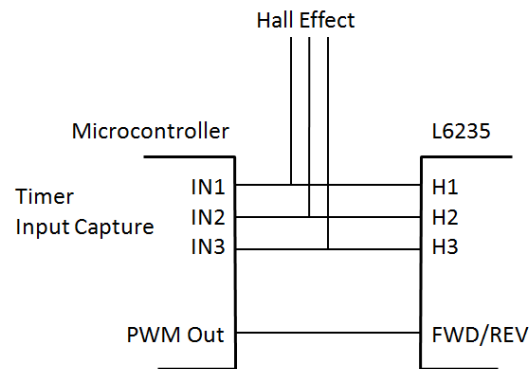 Hall Effect
Microcontroller
L6235
Timer
Input Capture
IN1
H1
IN2
H2
IN3
H3
PWM Out
FWD/REV